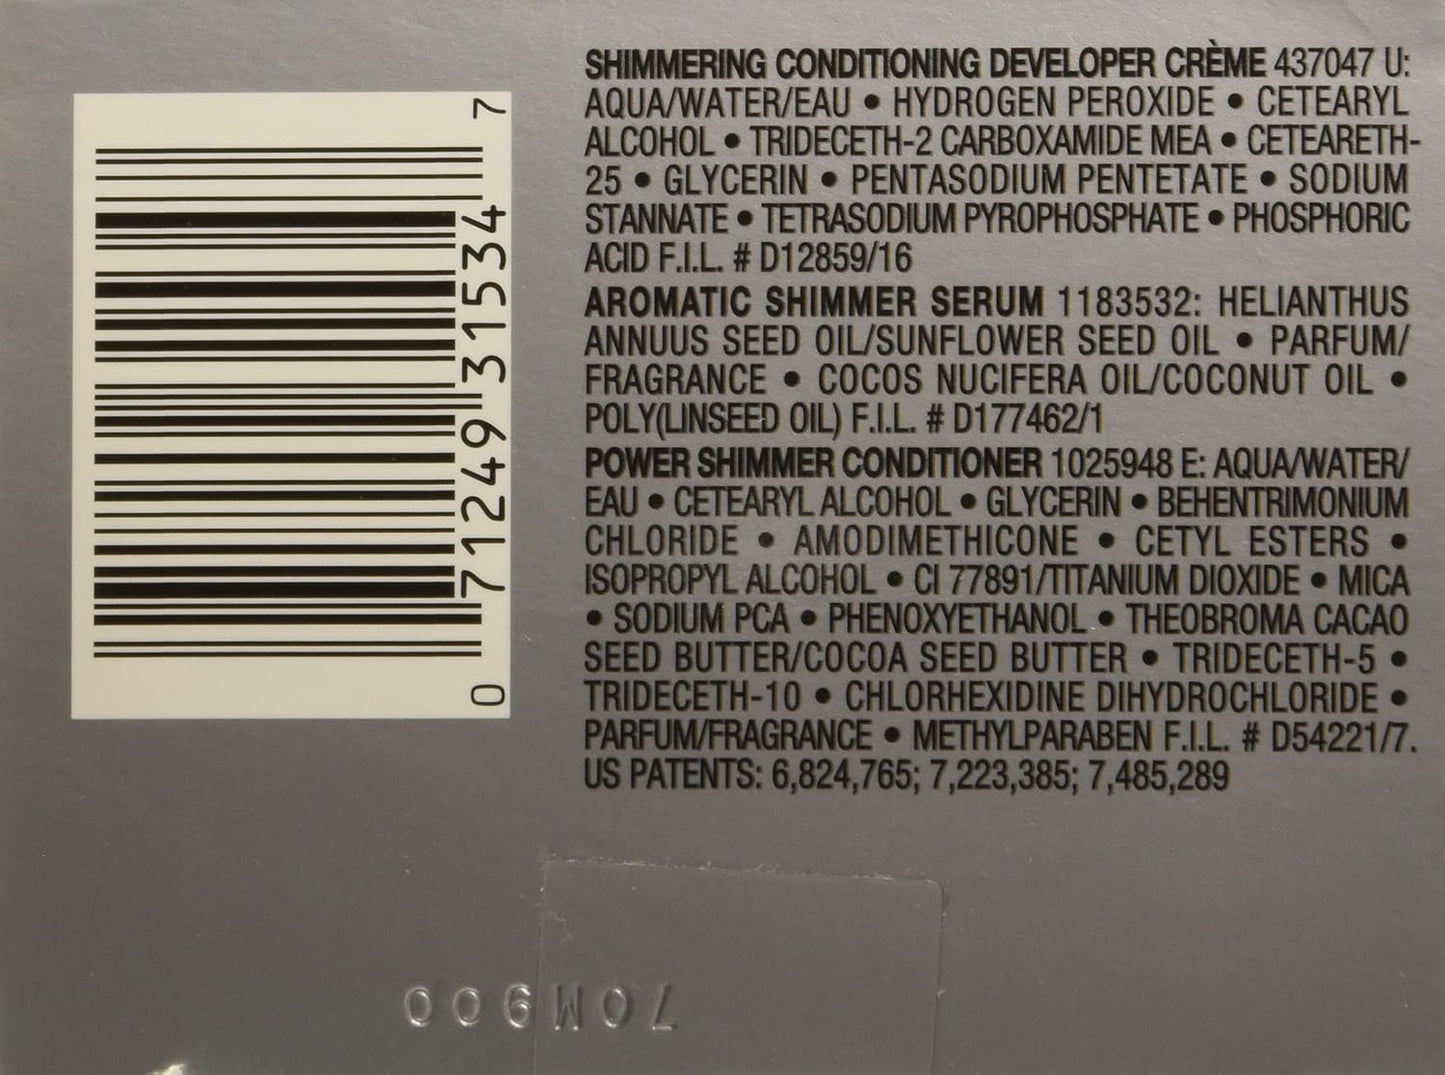 SHIMMERING CONDITIONING DEVELOPER CRÈME 437047 U:
AQUA/WATER/EAU • HYDROGEN PEROXIDE • CETEARYL
ALCOHOL • TRIDECETH-2 CARBOXAMIDE MEA • CETEARETH-
25 • GLYCERIN • PENTASODIUM PENTETATE • SODIUM
STANNATE • TETRASODIUM PYROPHOSPHATE • PHOSPHORIC
ACID F.I.L. # D12859/16
AROMATIC SHIMMER SERUM 1183532: HELIANTHUS
ANNUUS SEED OIL/SUNFLOWER SEED OIL • PARFUM/
FRAGRANCE • COCOS NUCIFERA OIL/COCONUT OIL •
POLY(LINSEED OIL) F.I.L. # D177462/1
POWER SHIMMER CONDITIONER 1025948 E: AQUA/WATER/
EAU • CETEARYL ALCOHOL • GLYCERIN • BEHENTRIMONIUM
CHLORIDE • AMODIMETHICONE • CETYL ESTERS •
ISOPROPYL ALCOHOL • CI 77891/TITANIUM DIOXIDE • MICA
• SODIUM PCA • PHENOXYETHANOL • THEOBROMA CACAO
SEED BUTTER/COCOA SEED BUTTER • TRIDECETH-5 •
TRIDECETH-10 • CHLORHEXIDINE DIHYDROCHLORIDE •
PARFUM/FRAGRANCE • METHYLPARABEN F.I.L. # D54221/7.
US PATENTS: 6,824,765; 7,223,385; 7,485,289
0 71249 31534 7